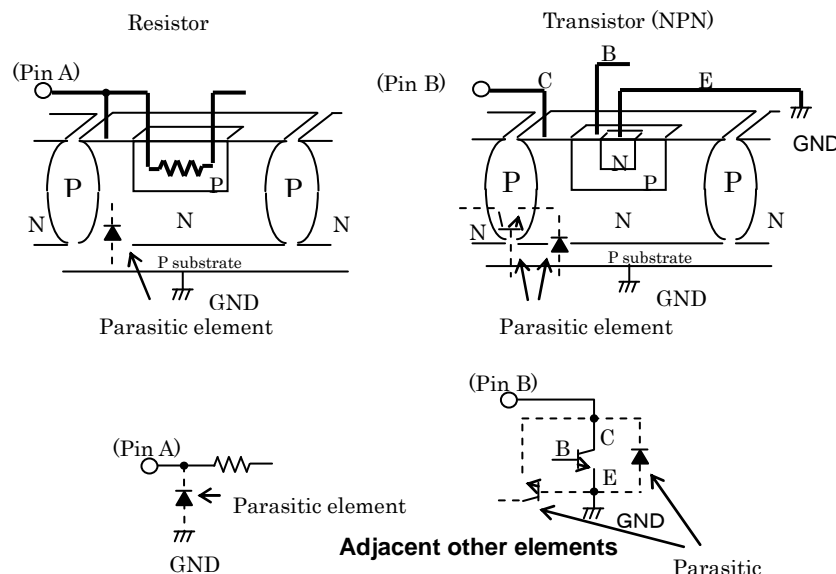 Resistor
(Pin A)
P
P
P
N
N
N
P substrate
GND
Parasitic element
Transistor (NPN)
(Pin B)
C
B
E
GND
P
N
P
P
N
N
N
P substrate
GND
Parasitic element
(Pin A)
Parasitic element
GND
(Pin B)
C
B
E
GND
Adjacent other elements
Parasitic